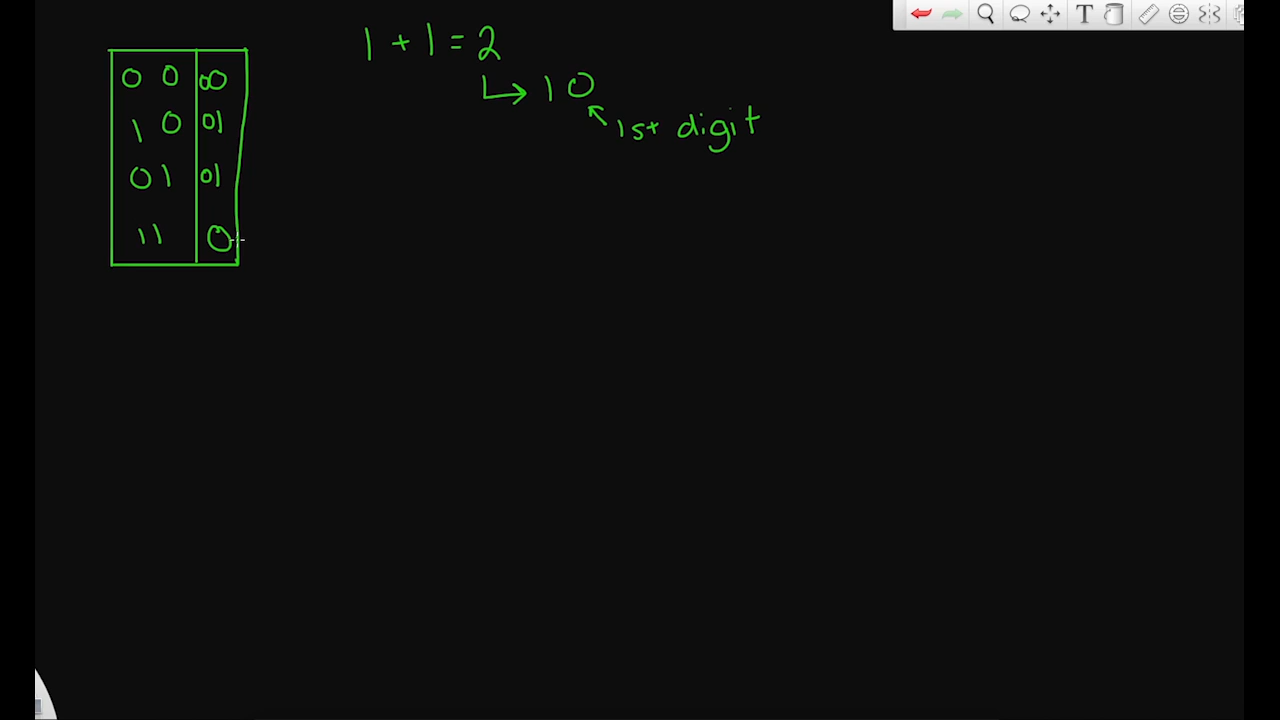 1 + 1 = 2
10
1st digit
0 0 00
1 0 01
0 1 01
1 1 0
T